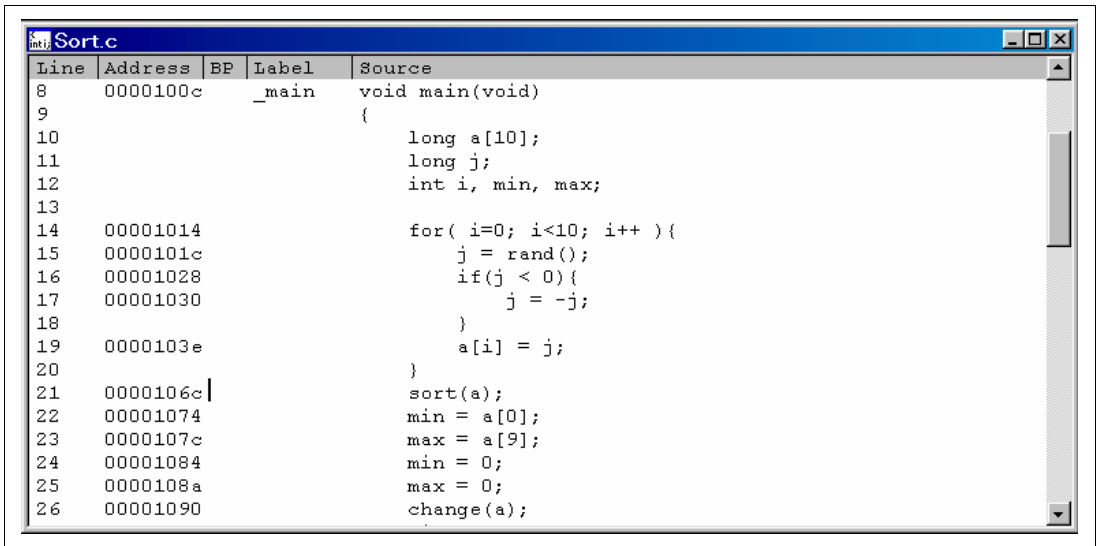 int i; Sort.c
Line Address BP Label Source
8 0000100c _main void main(void)
9 {
10 long a[10];
11 long j;
12 int i, min, max;
13
14 00001014 for( i=0; i<10; i++ ){
15 0000101c j = rand();
16 00001028 if(j < 0){
17 00001030 j = -j;
18 }
19 0000103e a[i] = j;
20 }
21 0000106c sort(a);
22 00001074 min = a[0];
23 0000107c max = a[9];
24 00001084 min = 0;
25 0000108a max = 0;
26 00001090 change(a);